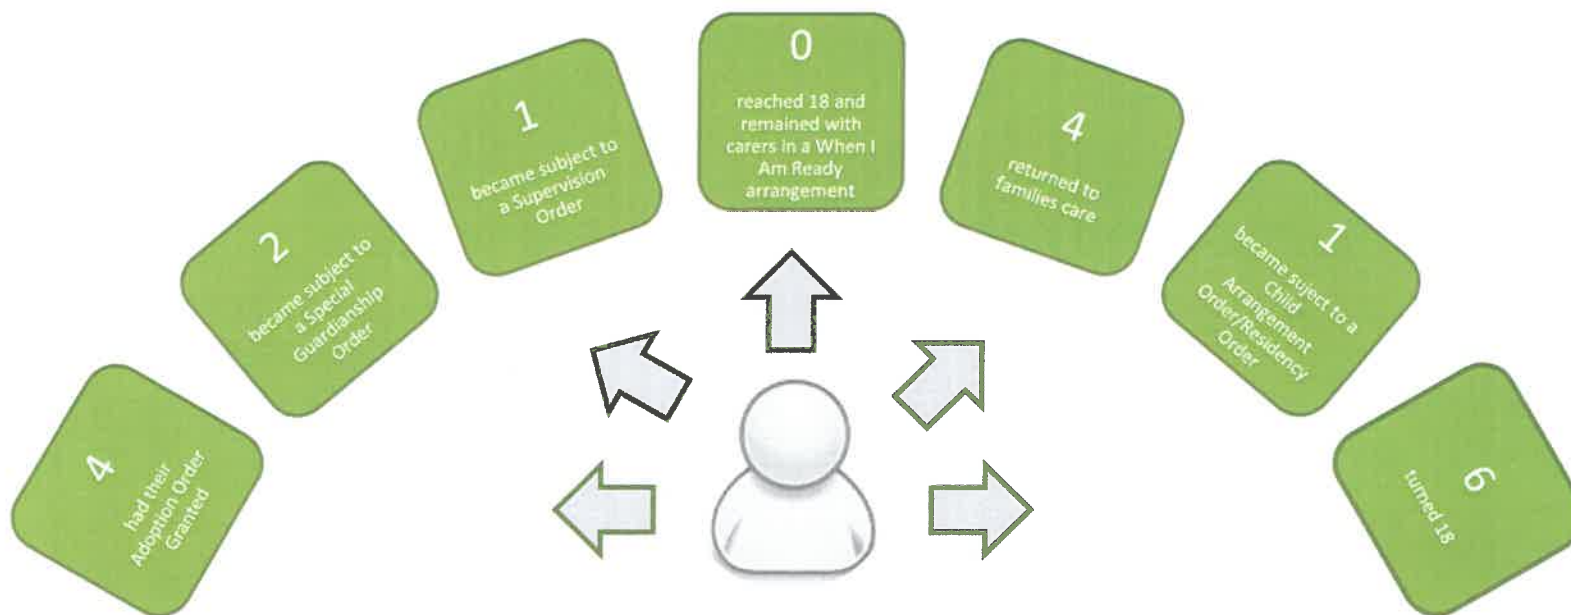 4
had their
Adoption Order
Granted
2
became subject to
a Special
Guardianship
Order
1
became subject to
a Supervision
Order
0
reached 18 and
remained with
carers in a When I
Am Ready
arrangement
4
returned to
families care
1
became suject to a
Child
Arrangement
Order/Residency
Order
6
turned 18